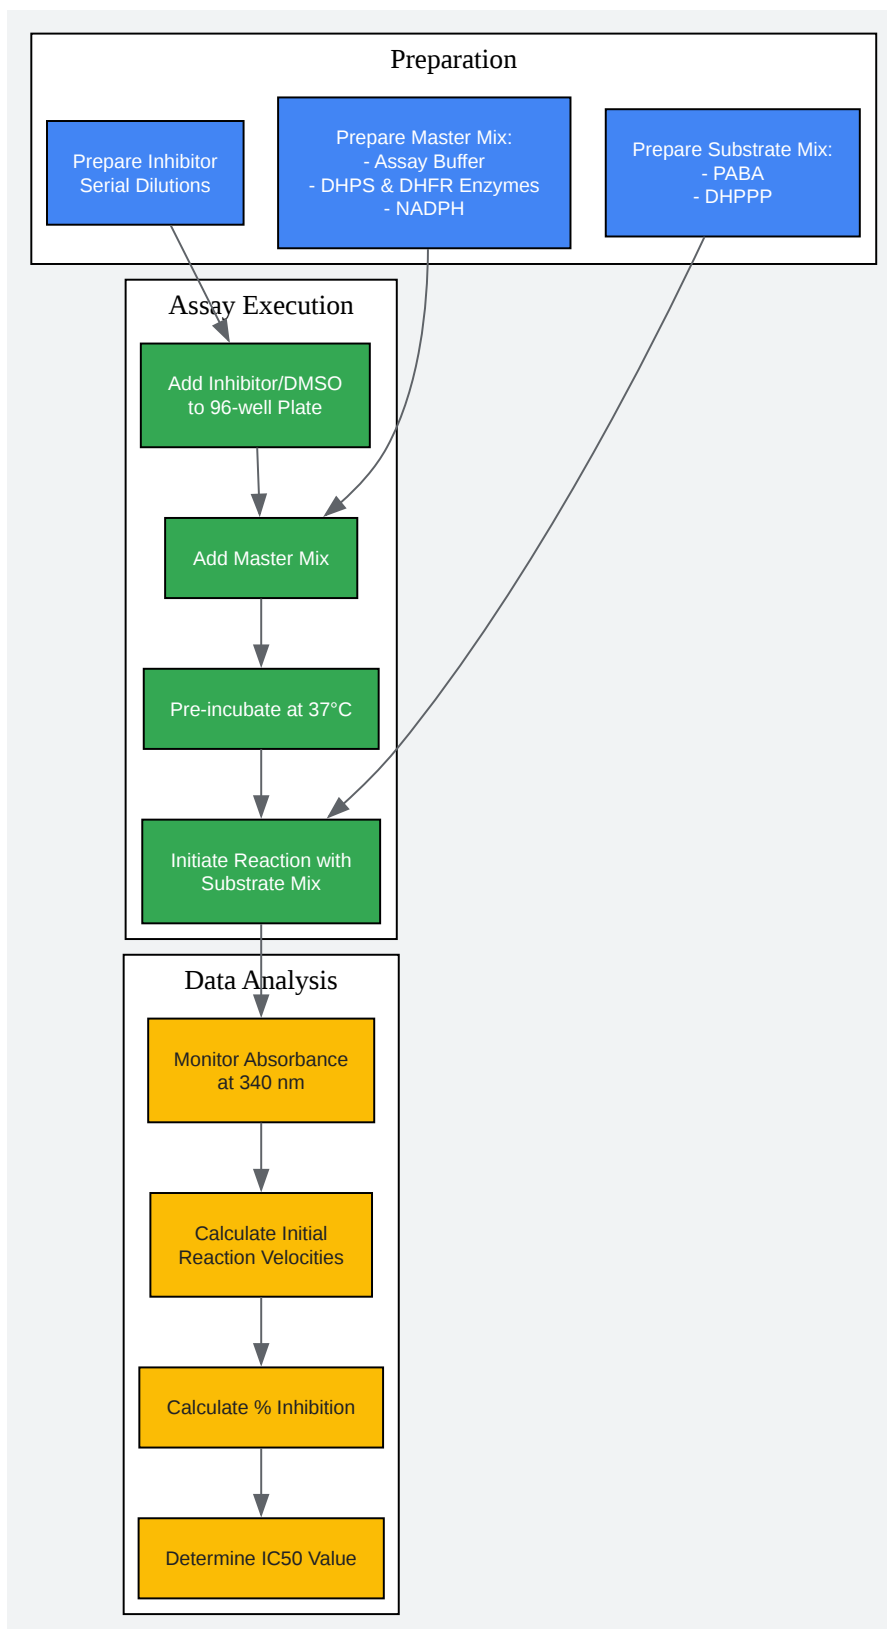 Preparation
Prepare Inhibitor
Serial Dilutions
Prepare Master Mix:
- Assay Buffer
- DHPS & DHFR Enzymes
- NADPH
Prepare Substrate Mix:
- PABA
- DHPPP
Assay Execution
Add Inhibitor/DMSO
to 96-well Plate
Add Master Mix
Pre-incubate at 37°C
Initiate Reaction with
Substrate Mix
Data Analysis
Monitor Absorbance
at 340 nm
Calculate Initial
Reaction Velocities
Calculate % Inhibition
Determine IC50 Value